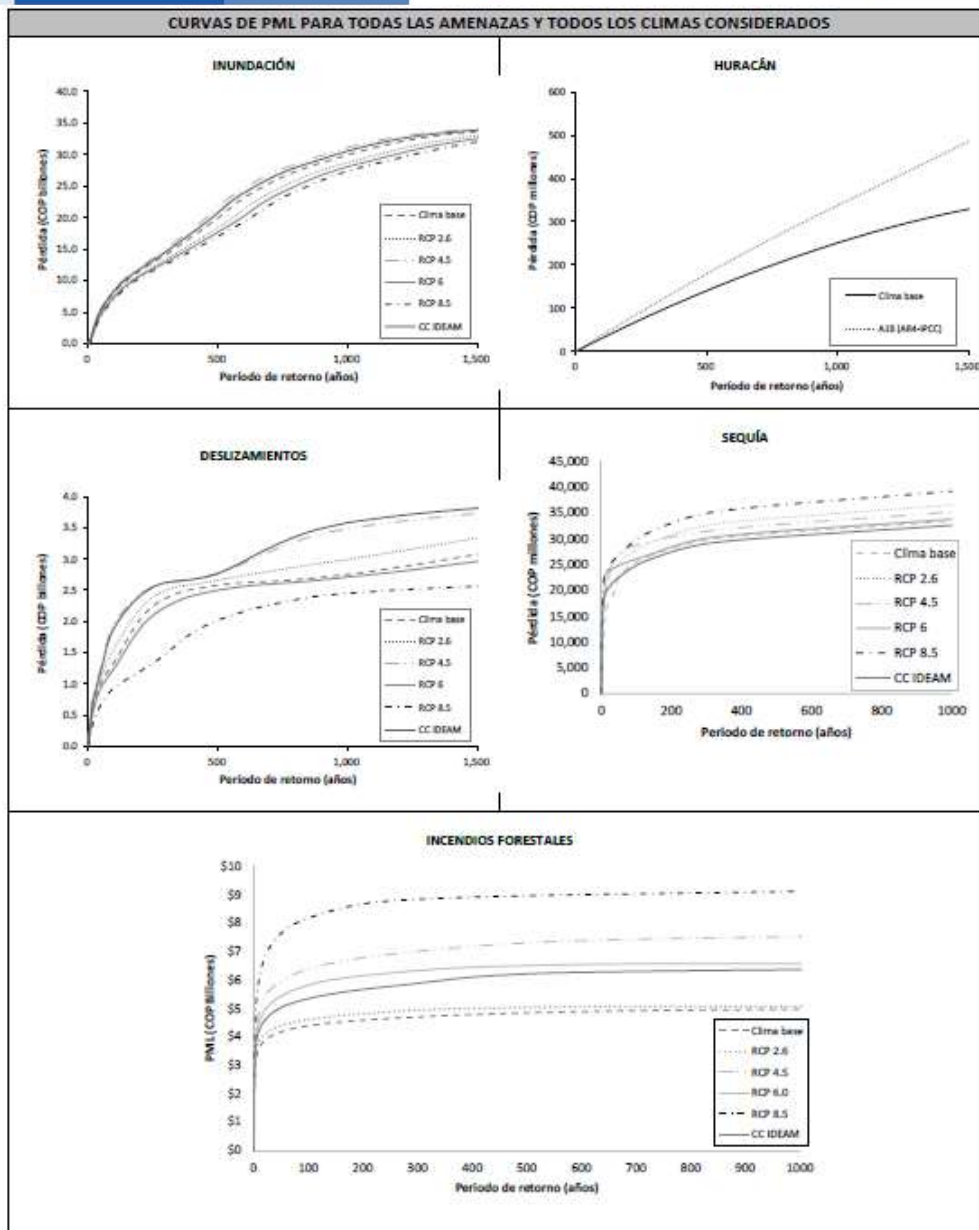 CURVAS DE PML PARA TODAS LAS AMENAZAS Y TODOS LOS CLIMAS CONSIDERADOS
INUNDACIÓN
Pérdida (COP billones)
40.0
35.0
30.0
25.0
20.0
15.0
10.0
5.0
0.0
0
500
1,000
1,500
Período de retorno (años)
Clima base
RCP 2.6
RCP 4.5
RCP 6
RCP 8.5
CC IDEAM
HURACÁN
Pérdida (COP millones)
600
500
400
300
200
100
0
0
500
1,000
1,500
Período de retorno (años)
Clima base
A1B (AR4-IPCC)
DESLIZAMIENTOS
Pérdida (COP billones)
4.0
3.5
3.0
2.5
2.0
1.5
1.0
0.5
0.0
0
500
1,000
1,500
Período de retorno (años)
Clima base
RCP 2.6
RCP 4.5
RCP 6
RCP 8.5
CC IDEAM
SEQUÍA
Pérdida (COP millones)
45,000
40,000
35,000
30,000
25,000
20,000
15,000
10,000
5,000
0
0
200
400
600
800
1000
Período de retorno (años)
Clima base
RCP 2.6
RCP 4.5
RCP 6
RCP 8.5
CC IDEAM
INCENDIOS FORESTALES
PML (COP Billones)
$10
$9
$8
$7
$6
$5
$4
$3
$2
$1
$0
0
100
200
300
400
500
600
700
800
900
1000
Periodo de retorno (años)
Clima base
RCP 2.6
RCP 4.5
RCP 6.0
RCP 8.5
CC IDEAM